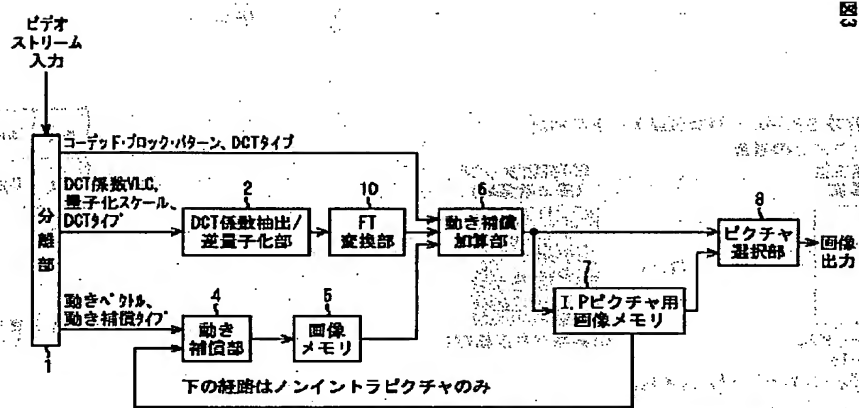 図3
ビデオ
ストリーム
入力
コーデッド・ブロック・パターン、DCTタイプ
DCT係数VLC,
量子化スケール、
DCTタイプ
分離部
1
2
DCT係数抽出/
逆量子化部
10
FT
変換部
6
動き補償
加算部
8
ピクチャ
選択部
画像
出力
7
I,Pピクチャ用
画像メモリ
動きベクトル、
動き補償タイプ
4
動き
補償部
5
画像
メモリ
下の経路はノンイントラピクチャのみ